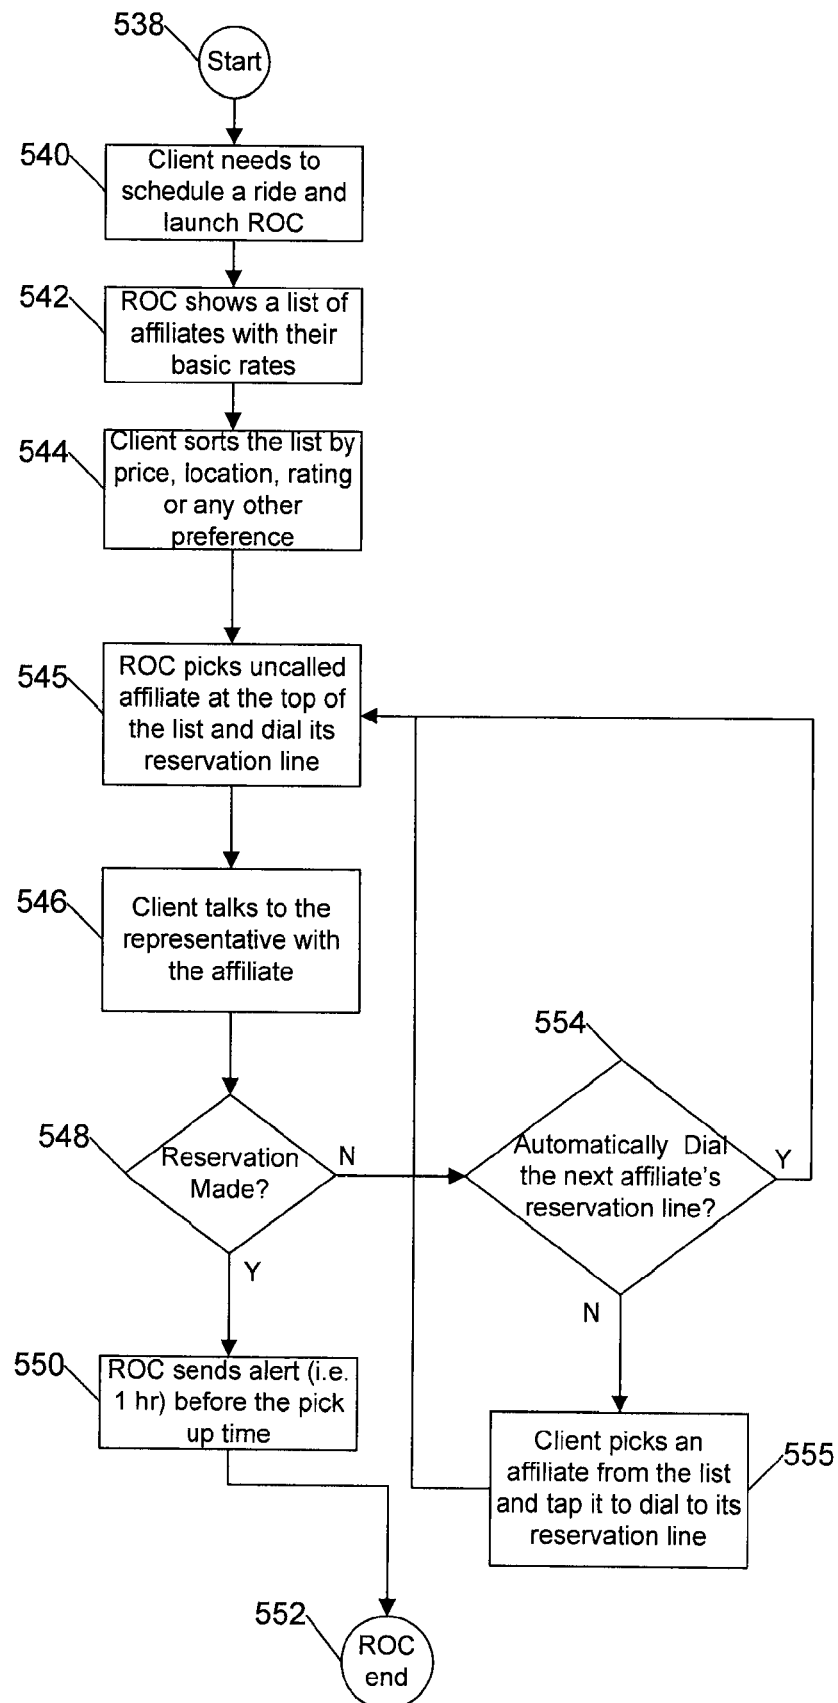 538
Start
540
Client needs to
schedule a ride and
launch ROC
542
ROC shows a list of
affiliates with their
basic rates
544
Client sorts the list by
price, location, rating
or any other
preference
545
ROC picks uncalled
affiliate at the top of
the list and dial its
reservation line
546
Client talks to the
representative with
the affiliate
548
Reservation
Made?
N
Y
554
Automatically Dial
the next affiliate's
reservation line?
Y
N
550
ROC sends alert (i.e.
1 hr) before the pick
up time
555
Client picks an
affiliate from the list
and tap it to dial to its
reservation line
552
ROC
end